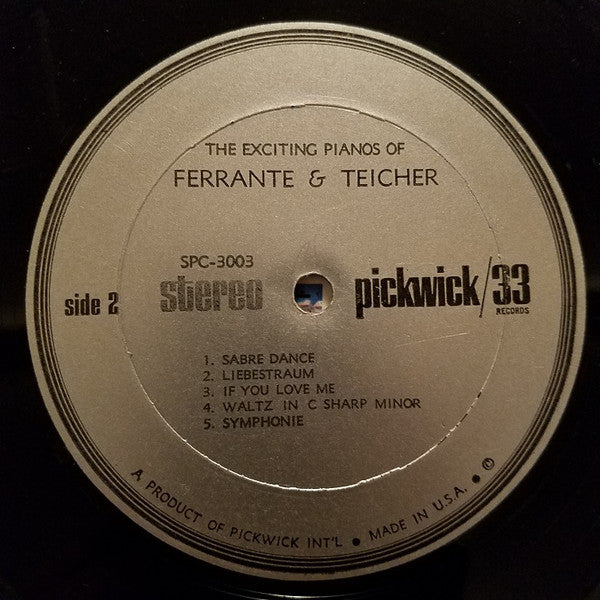 THE EXCITING PIANOS OF
FERRANTE & TEICHER
SPC-3003
side 2
stereo
pickwick/33
RECORDS
1. SABRE DANCE
2. LIEBESTRAUM
3. IF YOU LOVE ME
4. WALTZ IN C SHARP MINOR
5. SYMPHONIE
A PRODUCT OF PICKWICK INT'L • MADE IN U.S.A. • ©